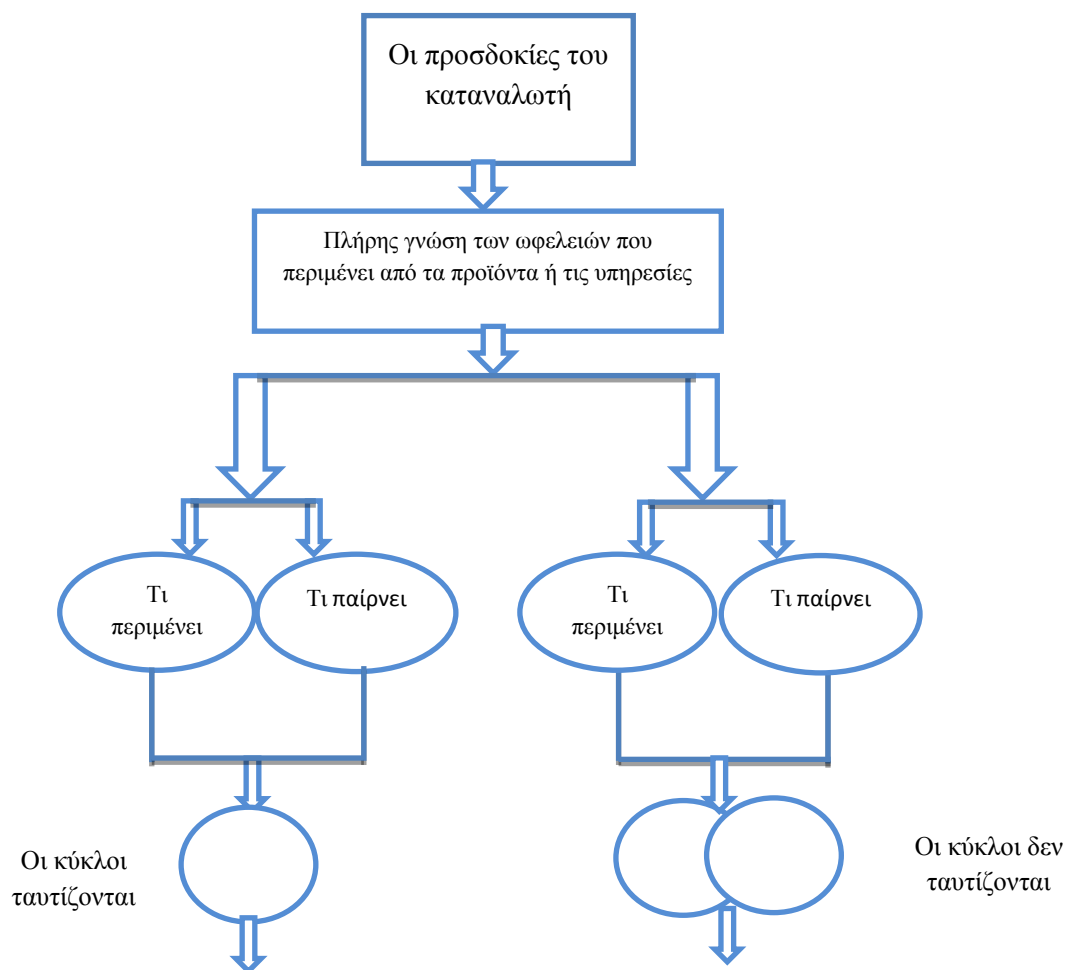 Οι προσδοκίες του
καταναλωτή
Πλήρης γνώση των ωφελειών που
περιμένει από τα προϊόντα ή τις υπηρεσίες
Τι
περιμένει
Τι παίρνει
Τι
περιμένει
Τι παίρνει
Οι κύκλοι
ταυτίζονται
Οι κύκλοι δεν
ταυτίζονται